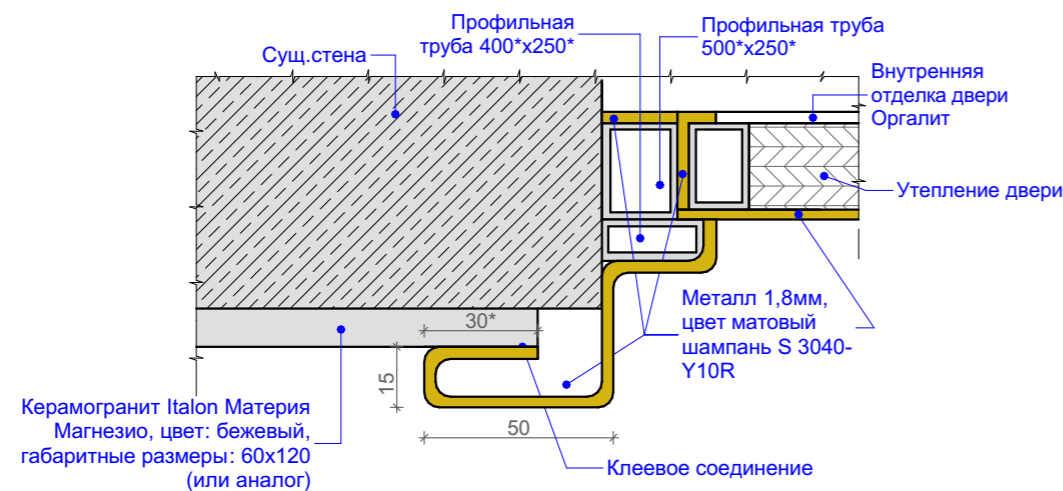 Профильная
труба 400*х250*
Профильная труба
500*х250*
Сущ.стена
Внутренняя
отделка двери
Оргалит
Утепление двери
Металл 1,8мм,
цвет матовый
шампань S 3040-
Y10R
30*
15
50
Керамогранит Italon Материя
Магнезио, цвет: бежевый,
габаритные размеры: 60х120
(или аналог)
Клеевое соединение